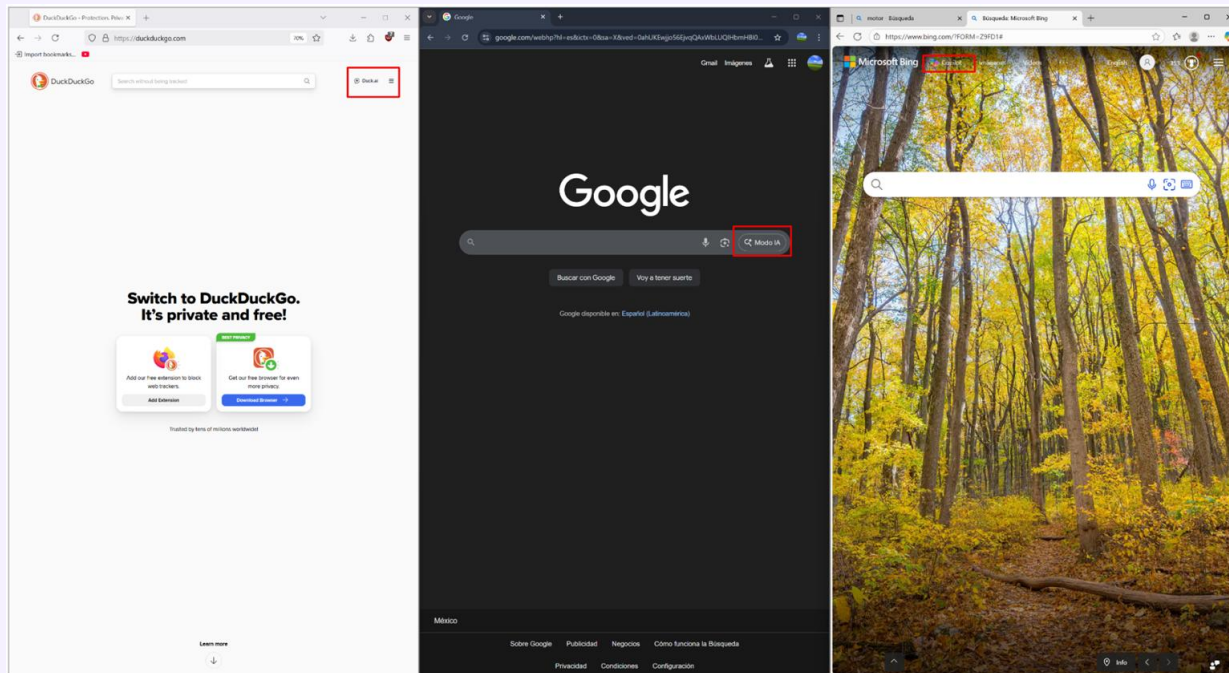 DuckDuckGo - Protection. Priva
Import bookmarks...
https://duckduckgo.com
70%
DuckDuckGo
Search without being tracked
Duck.ai
Switch to DuckDuckGo.
It's private and free!
BEST PRIVACY
Add our free extension to block
web trackers.
Add Extension
Get our free browser for even
more privacy.
Download Browser
Trusted by tens of millions worldwide!
Learn more
Google
Gmail Imágenes
Google
Modo IA
Buscar con Google
Voy a tener suerte
Google disponible en: Español (Latinoamérica)
México
Sobre Google Publicidad Negocios Cómo funciona la Búsqueda
Privacidad Condiciones Configuración
motor - Búsqueda
Búsqueda: Microsoft Bing
https://www.bing.com/?FORM=Z9FD1#
Microsoft Bing
Copilot
Imágenes
Videos
English
Info